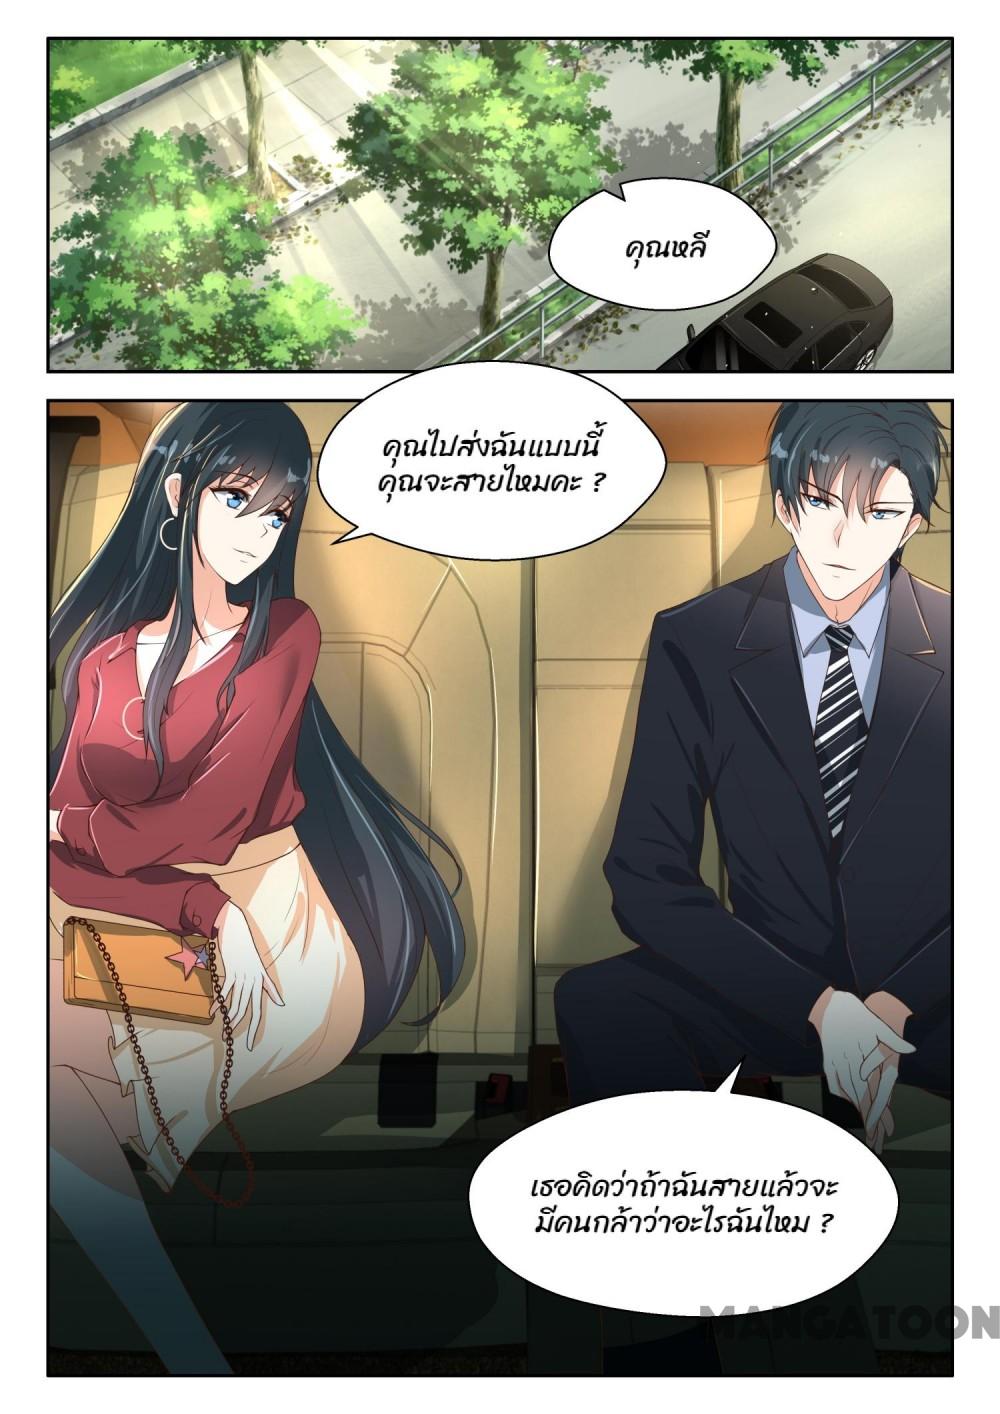 คุณหลี
คุณไปส่งฉันแบบนี้
คุณจะสายไหมคะ ?
เธอคิดว่าถ้าฉันสายแล้วจะ
มีคนกล้าว่าอะไรฉันไหม ?
MANGATOON